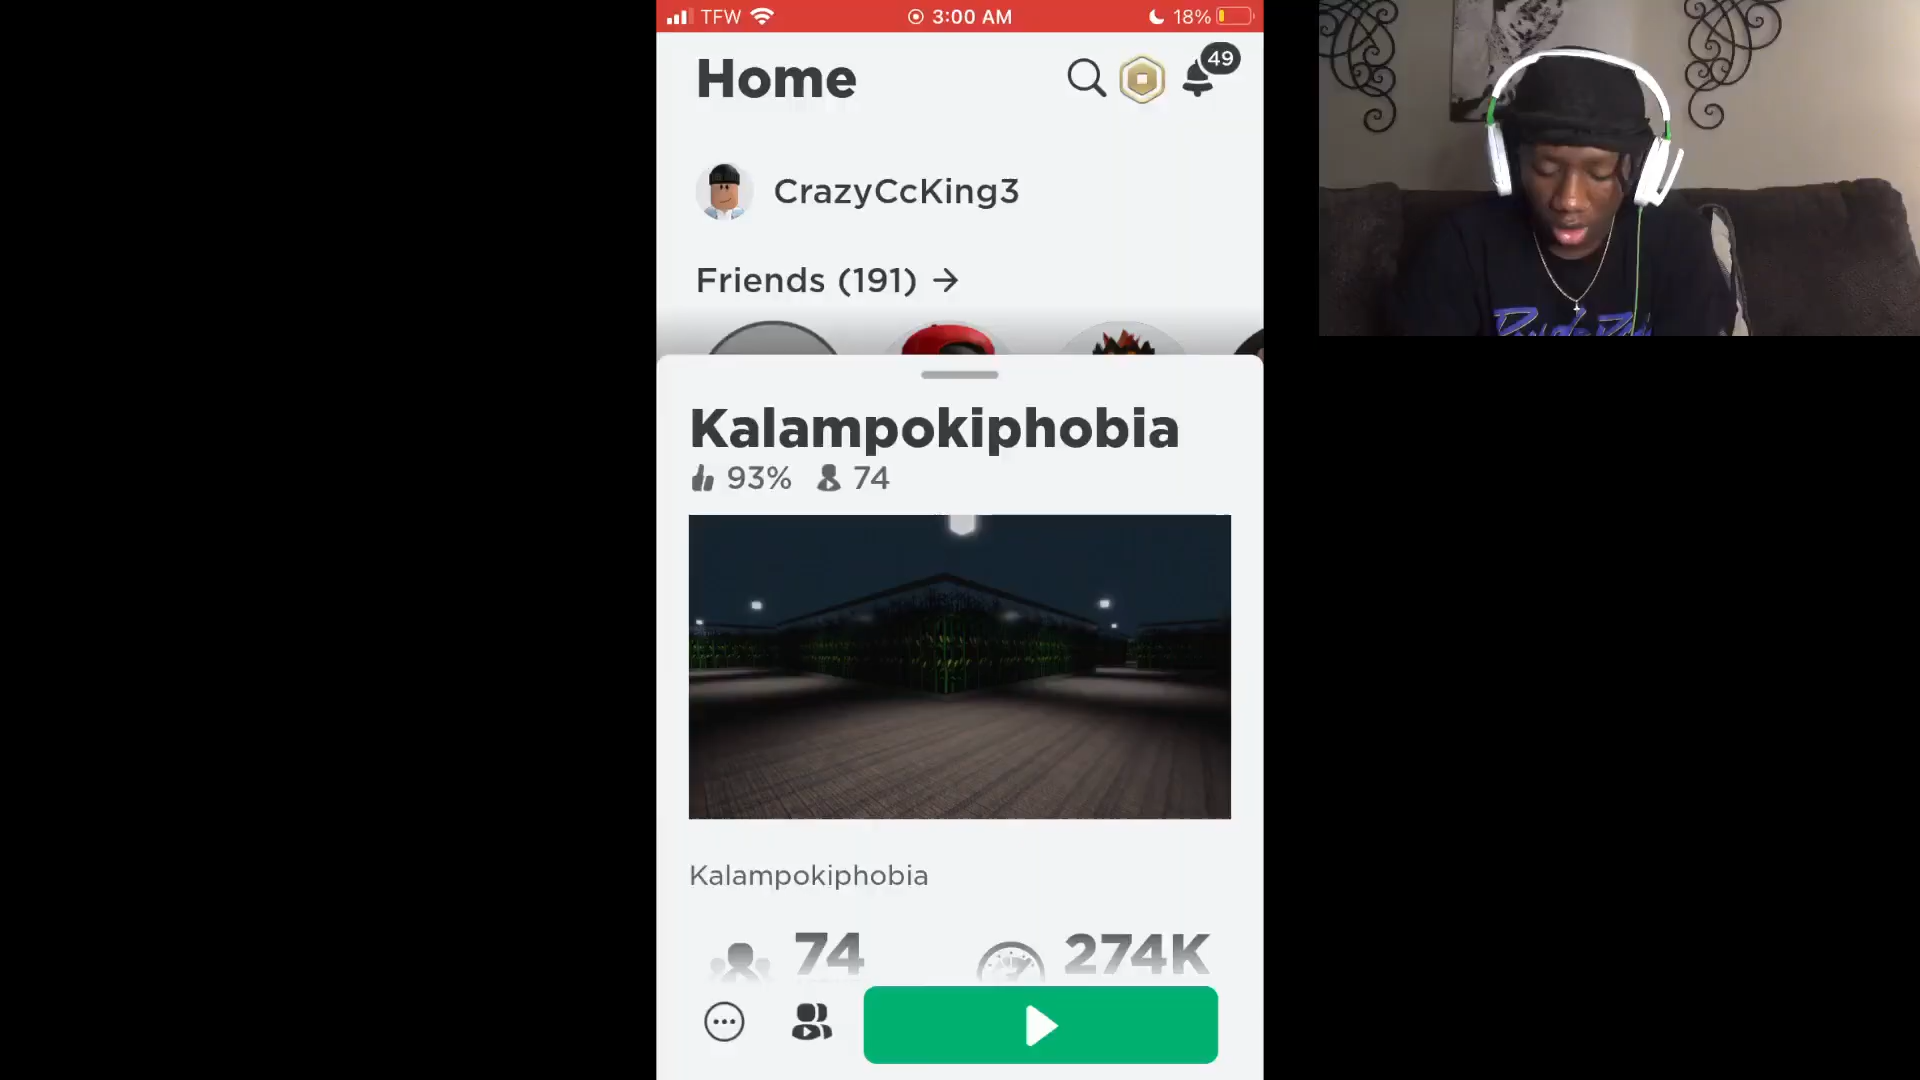 TFW 3:00 AM 18%
Home 49
CrazyCcKing3
Friends (191) →
Kalampokiphobia
93% 74
Kalampokiphobia
74 274K